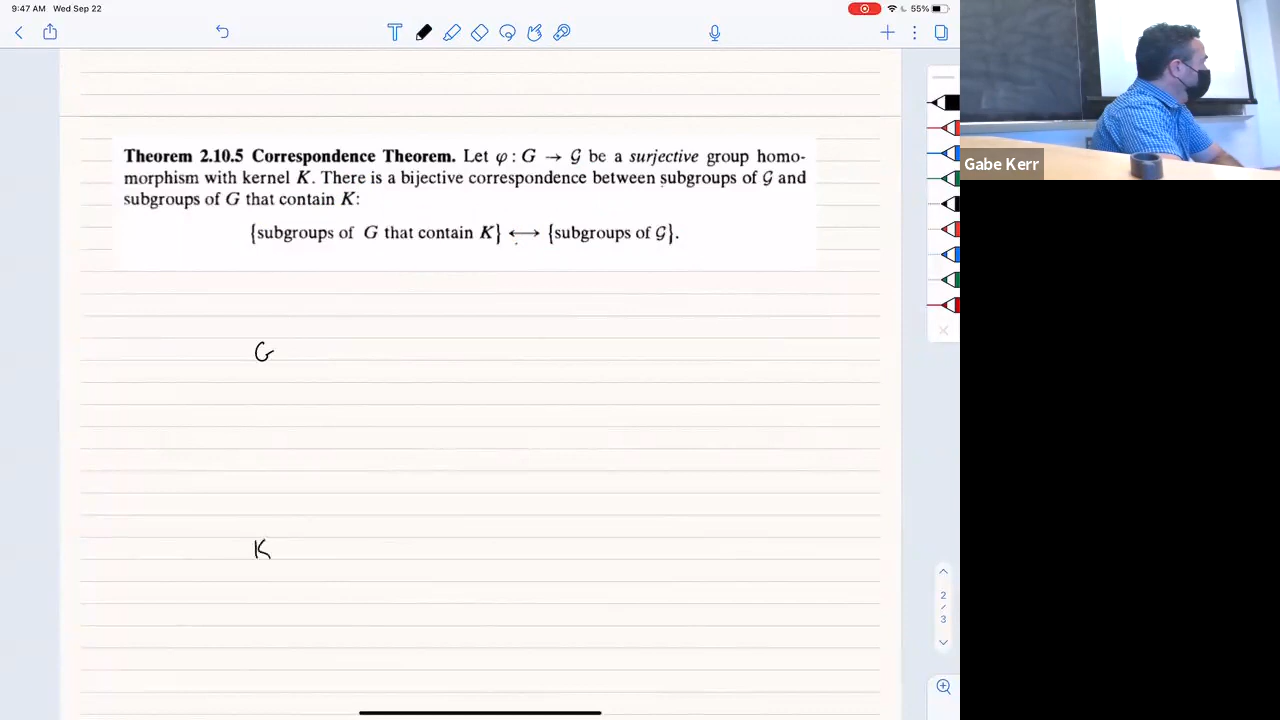 9:47 AM Wed Sep 22
55%
Theorem 2.10.5 Correspondence Theorem. Let φ : G → 𝒢 be a surjective group homo-
morphism with kernel K. There is a bijective correspondence between subgroups of 𝒢 and
subgroups of G that contain K:
{subgroups of G that contain K} ⟷ {subgroups of 𝒢}.
G
K
2
/
3
Gabe Kerr